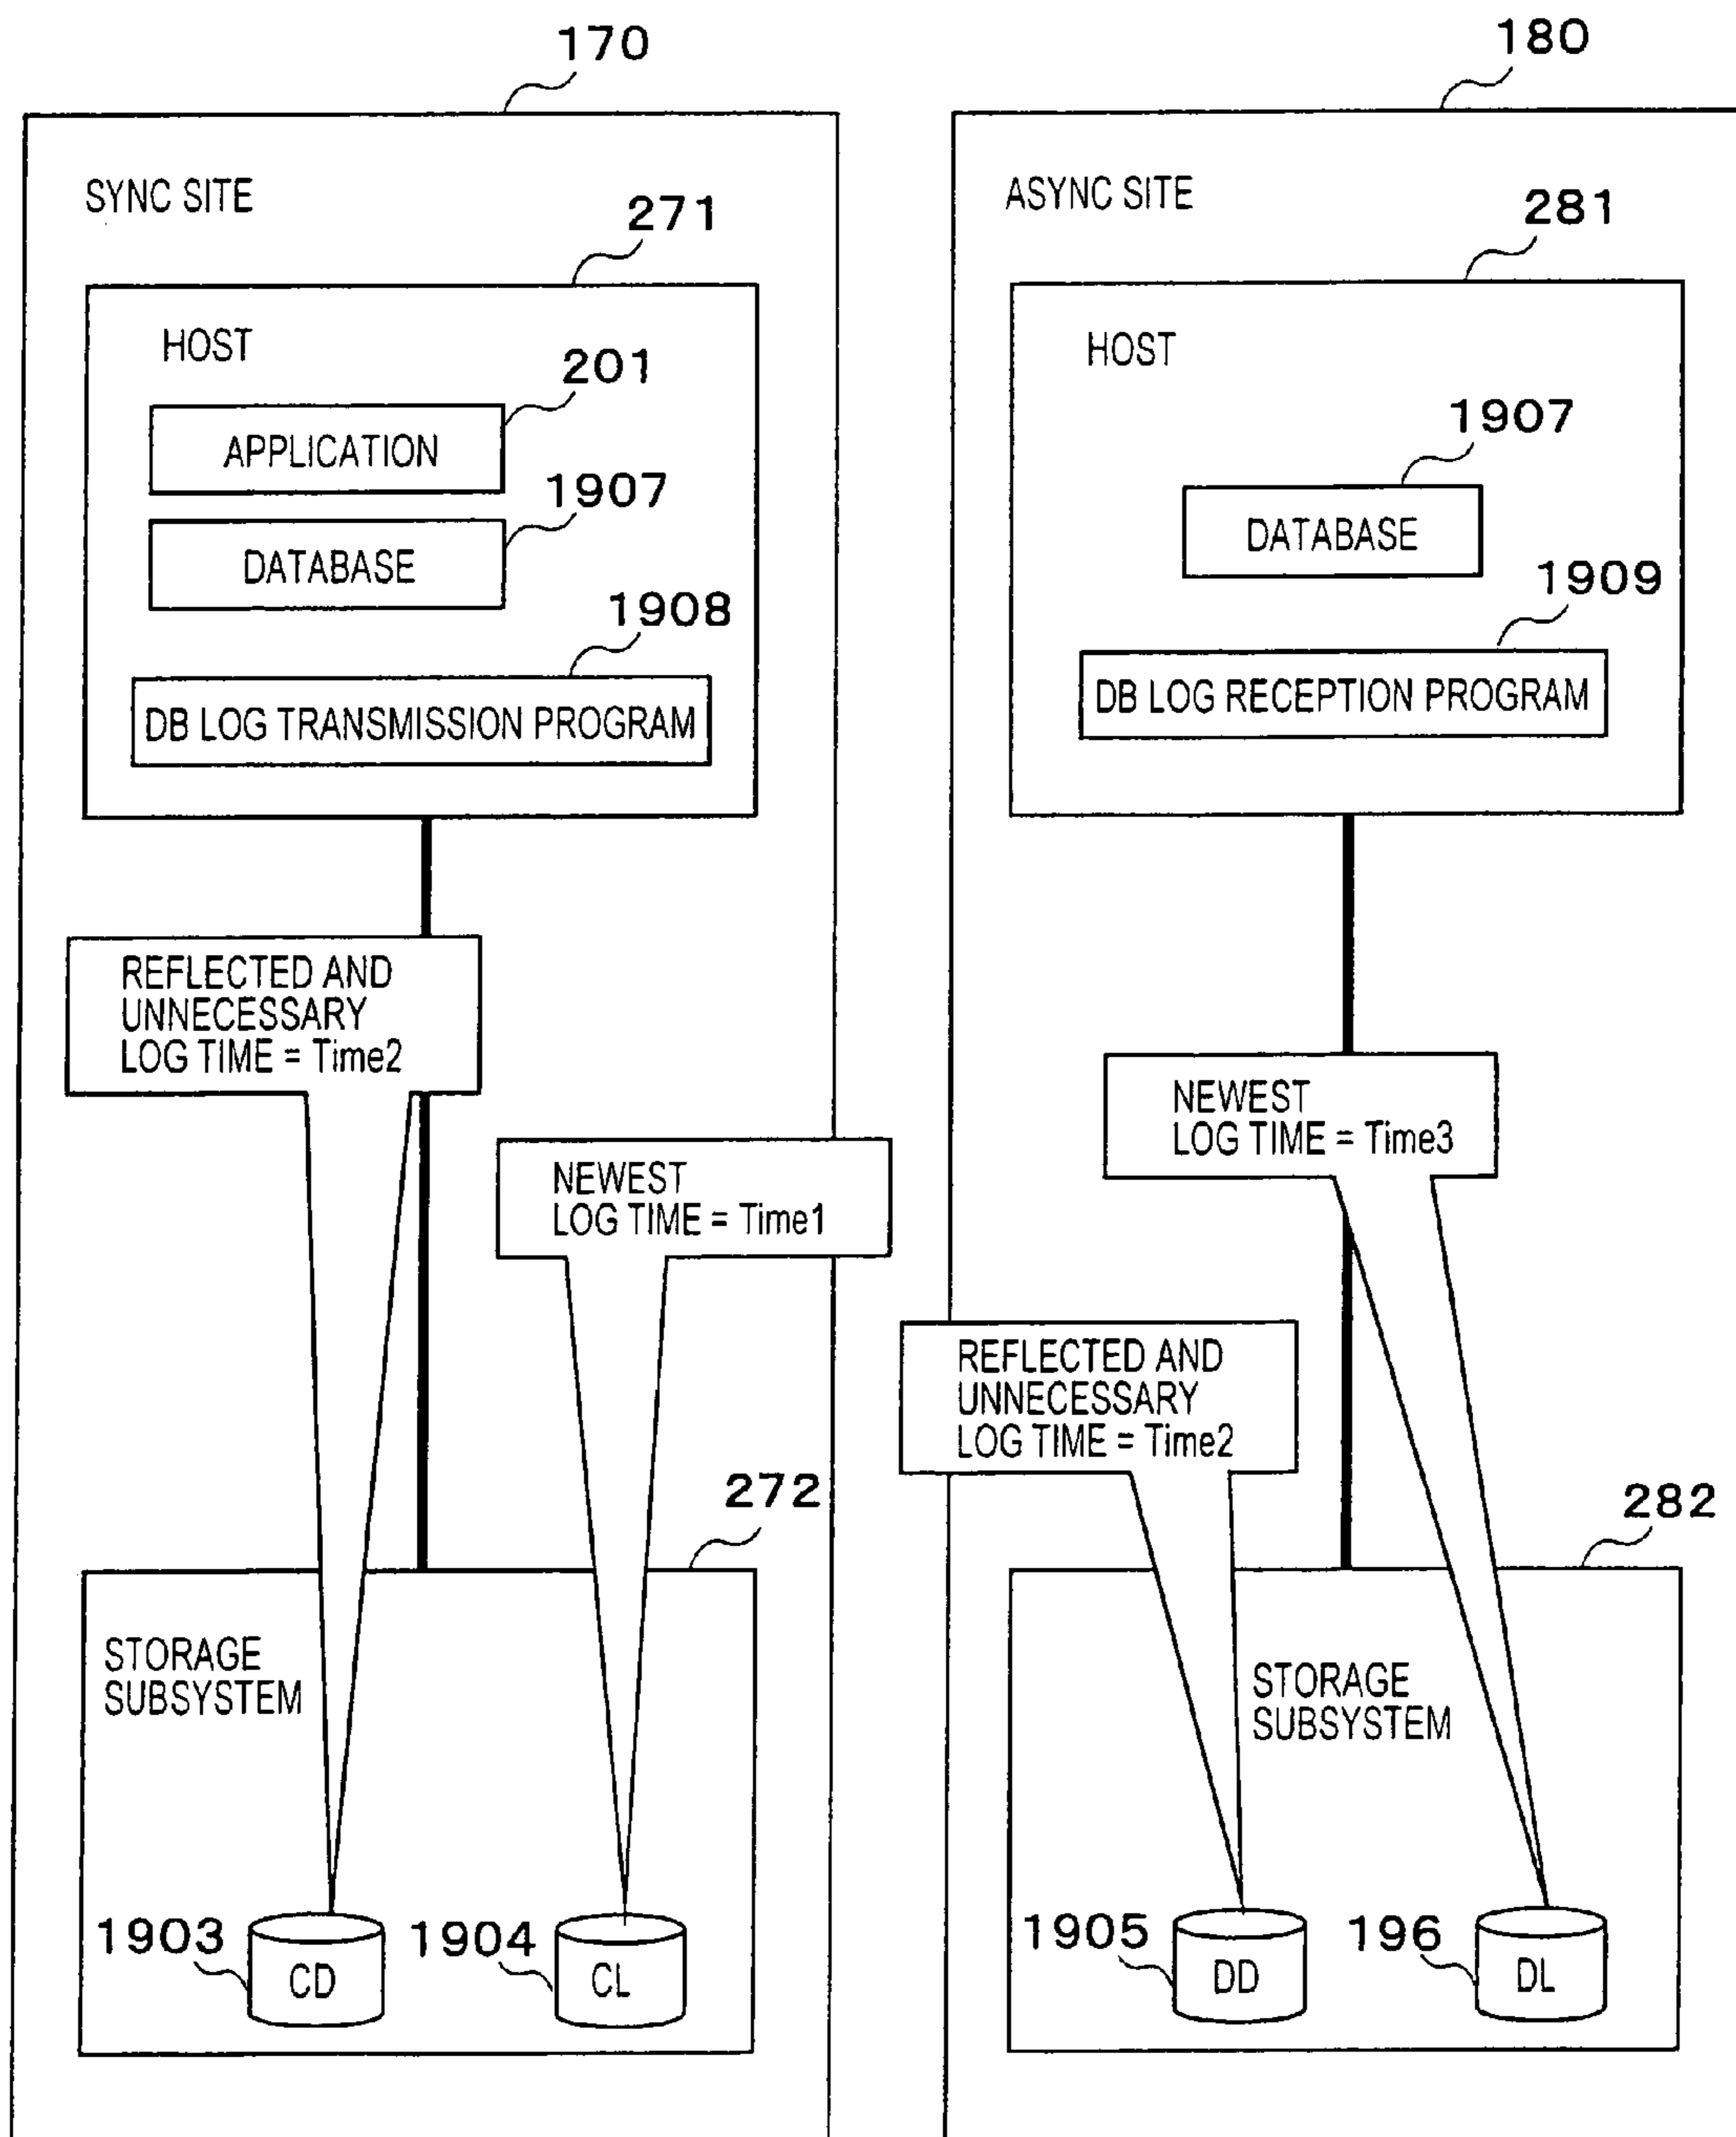 170
SYNC SITE
271
HOST
201
APPLICATION
1907
DATABASE
1908
DB LOG TRANSMISSION PROGRAM
REFLECTED AND
UNNECESSARY
LOG TIME = Time2
NEWEST
LOG TIME = Time1
272
STORAGE
SUBSYSTEM
1903
CD
1904
CL
180
ASYNC SITE
281
HOST
1907
DATABASE
1909
DB LOG RECEPTION PROGRAM
NEWEST
LOG TIME = Time3
REFLECTED AND
UNNECESSARY
LOG TIME = Time2
282
STORAGE
SUBSYSTEM
1905
DD
196
DL